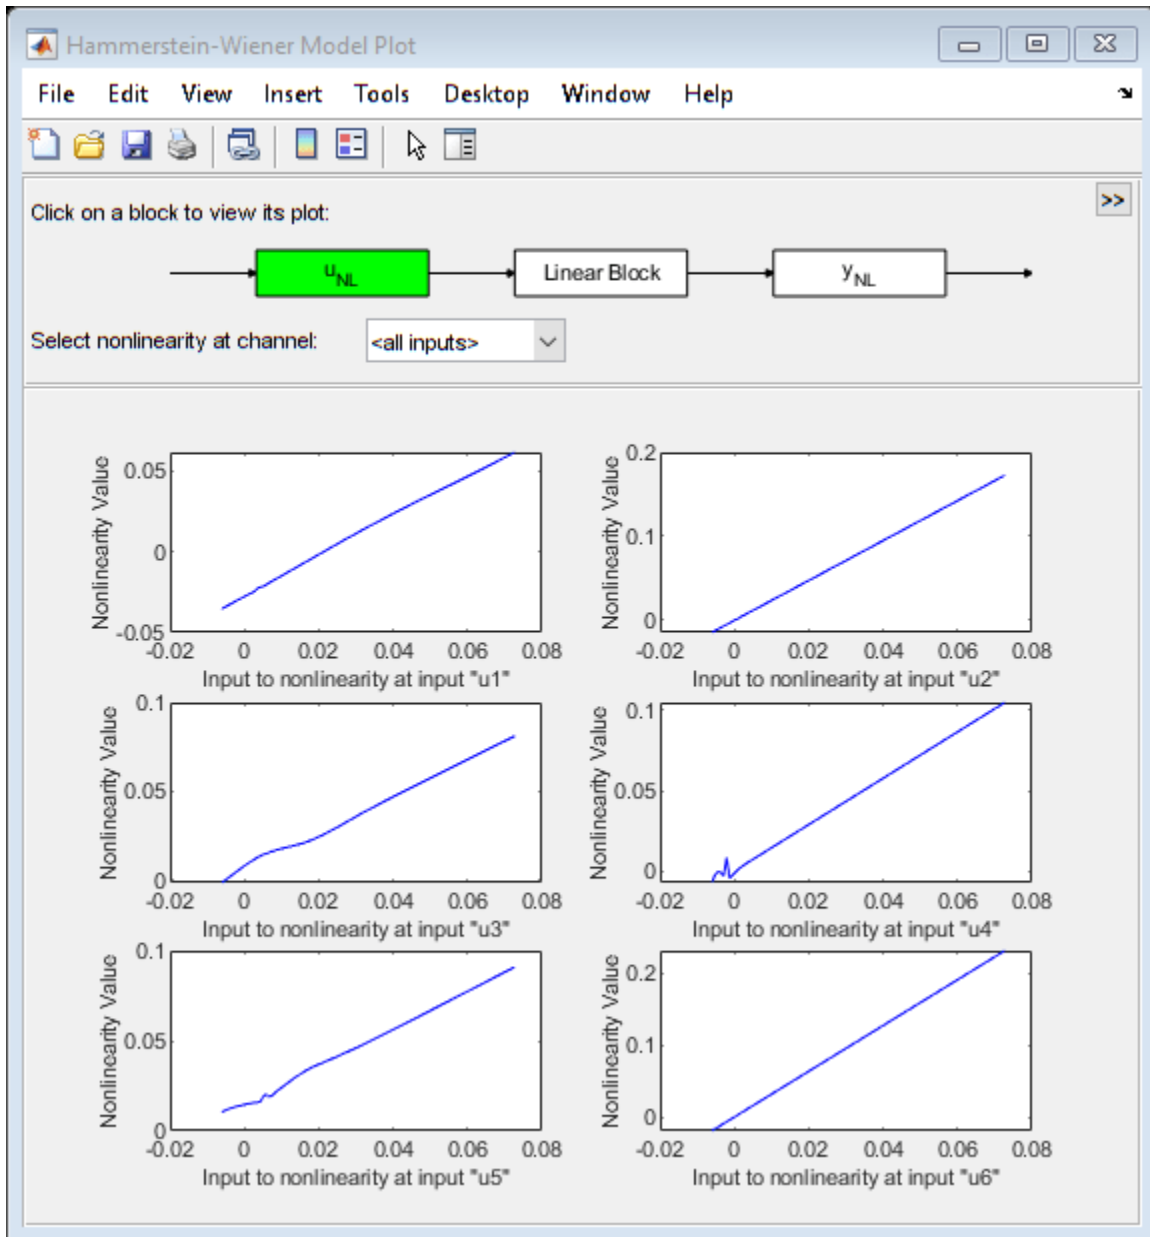 Hammerstein-Wiener Model Plot
File Edit View Insert Tools Desktop Window Help
>>
Click on a block to view its plot:
uNL Linear Block yNL
Select nonlinearity at channel: <all inputs>
Nonlinearity Value
0.05
0
-0.05
-0.02 0 0.02 0.04 0.06 0.08
Input to nonlinearity at input "u1"
Nonlinearity Value
0.2
0.1
0
-0.02 0 0.02 0.04 0.06 0.08
Input to nonlinearity at input "u2"
Nonlinearity Value
0.1
0.05
0
-0.02 0 0.02 0.04 0.06 0.08
Input to nonlinearity at input "u3"
Nonlinearity Value
0.1
0.05
0
-0.02 0 0.02 0.04 0.06 0.08
Input to nonlinearity at input "u4"
Nonlinearity Value
0.1
0.05
0
-0.02 0 0.02 0.04 0.06 0.08
Input to nonlinearity at input "u5"
Nonlinearity Value
0.2
0.1
0
-0.02 0 0.02 0.04 0.06 0.08
Input to nonlinearity at input "u6"